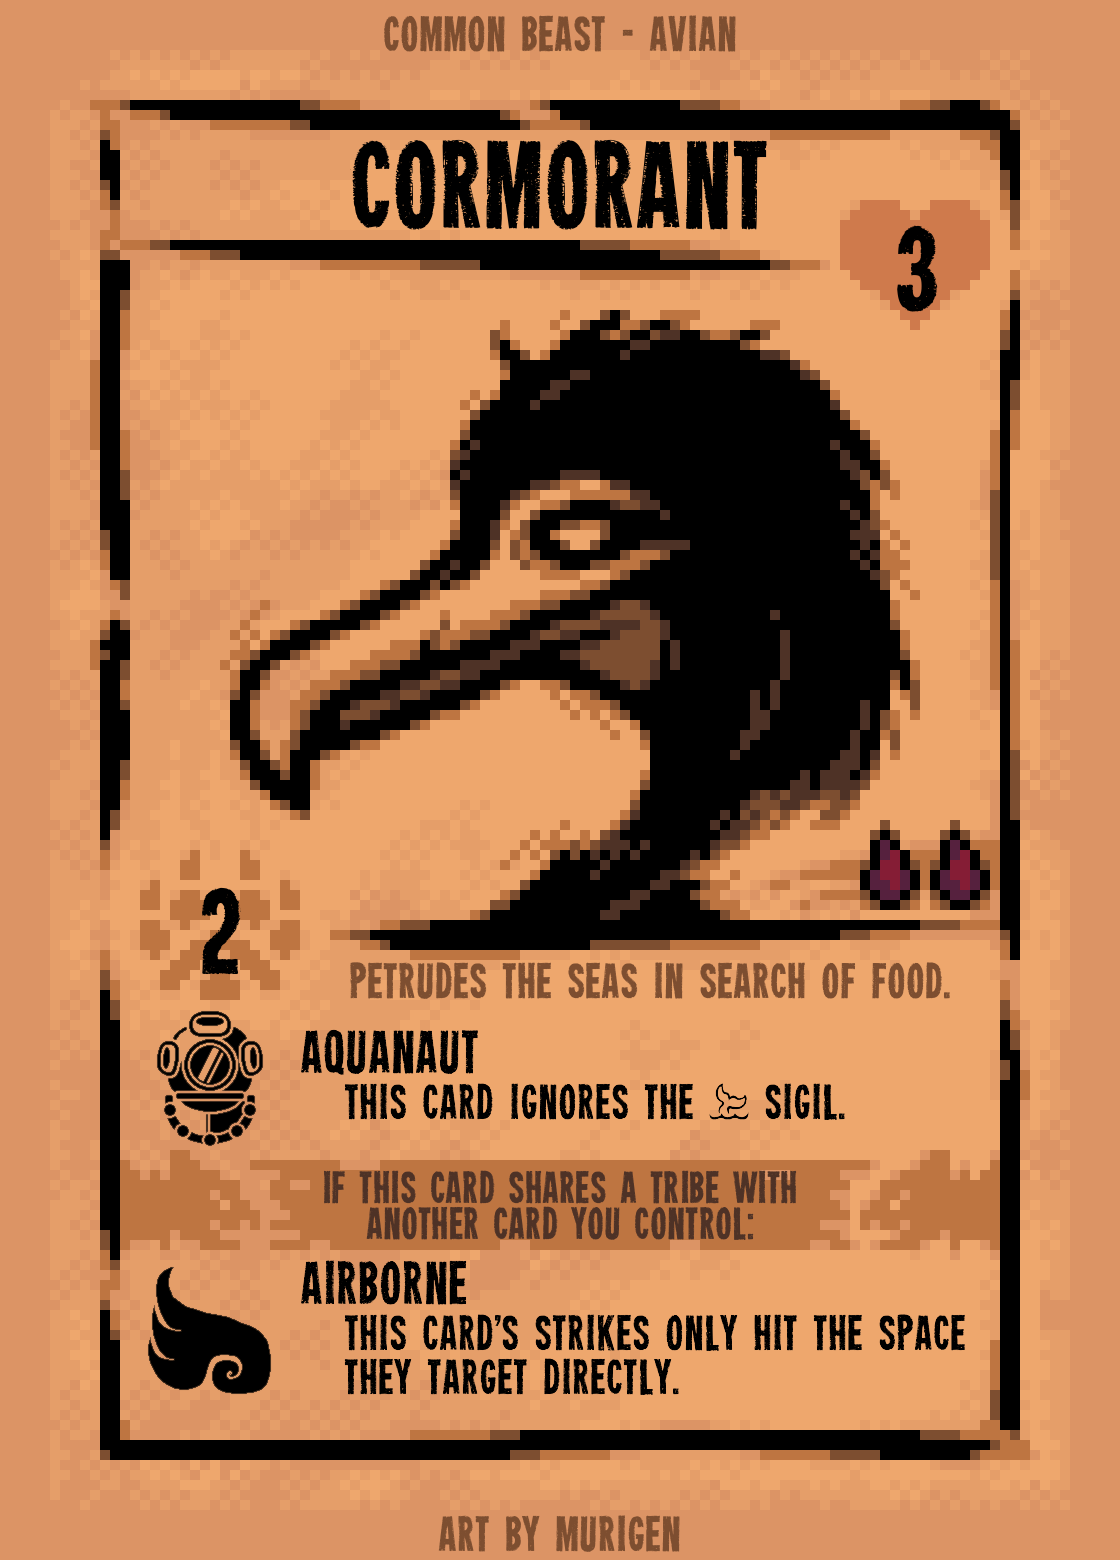 COMMON BEAST - AVIAN
CORMORANT
3
2
PETRUDES THE SEAS IN SEARCH OF FOOD.
AQUANAUT
THIS CARD IGNORES THE SIGIL.
IF THIS CARD SHARES A TRIBE WITH
ANOTHER CARD YOU CONTROL:
AIRBORNE
THIS CARD'S STRIKES ONLY HIT THE SPACE
THEY TARGET DIRECTLY.
ART BY MURIGEN